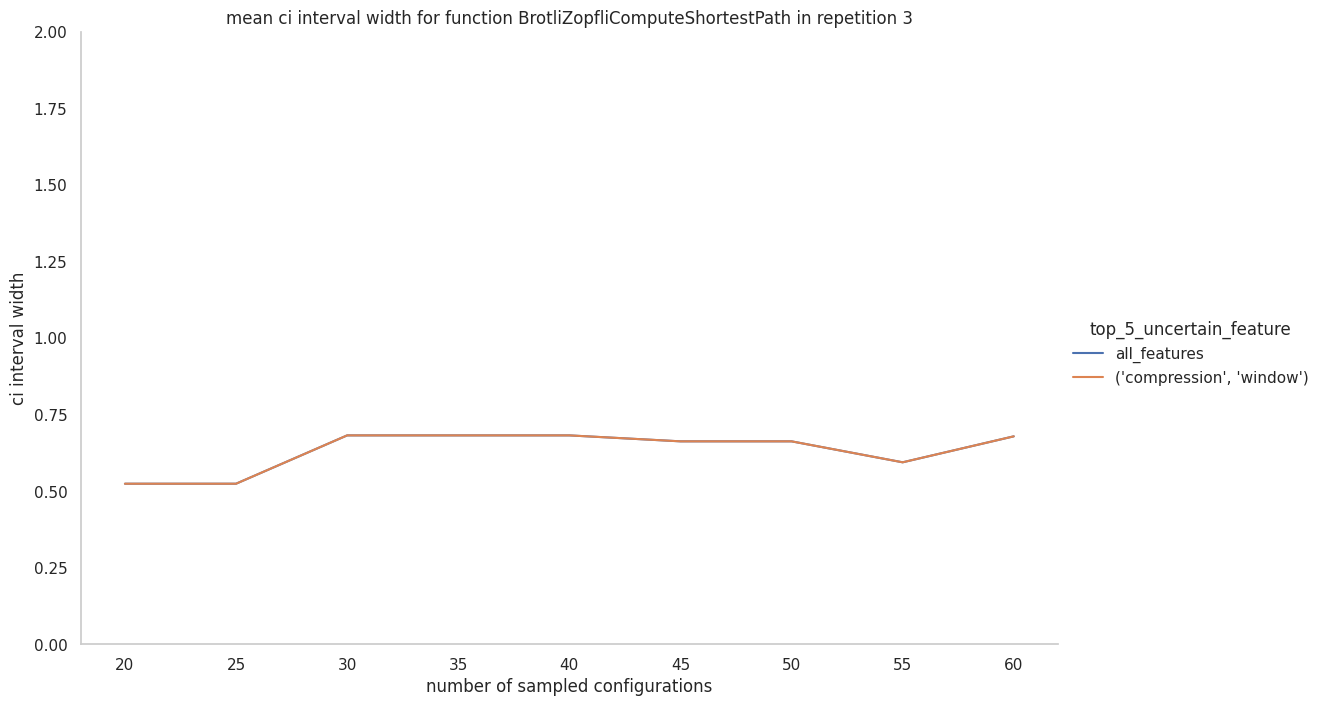 mean ci interval width for function BrotliZopfliComputeShortestPath in repetition 3
2.00
1.75
1.50
1.25
1.00
0.75
0.50
0.25
0.00
ci interval width
20 25 30 35 40 45 50 55 60
number of sampled configurations
top_5_uncertain_feature
all_features
('compression', 'window')